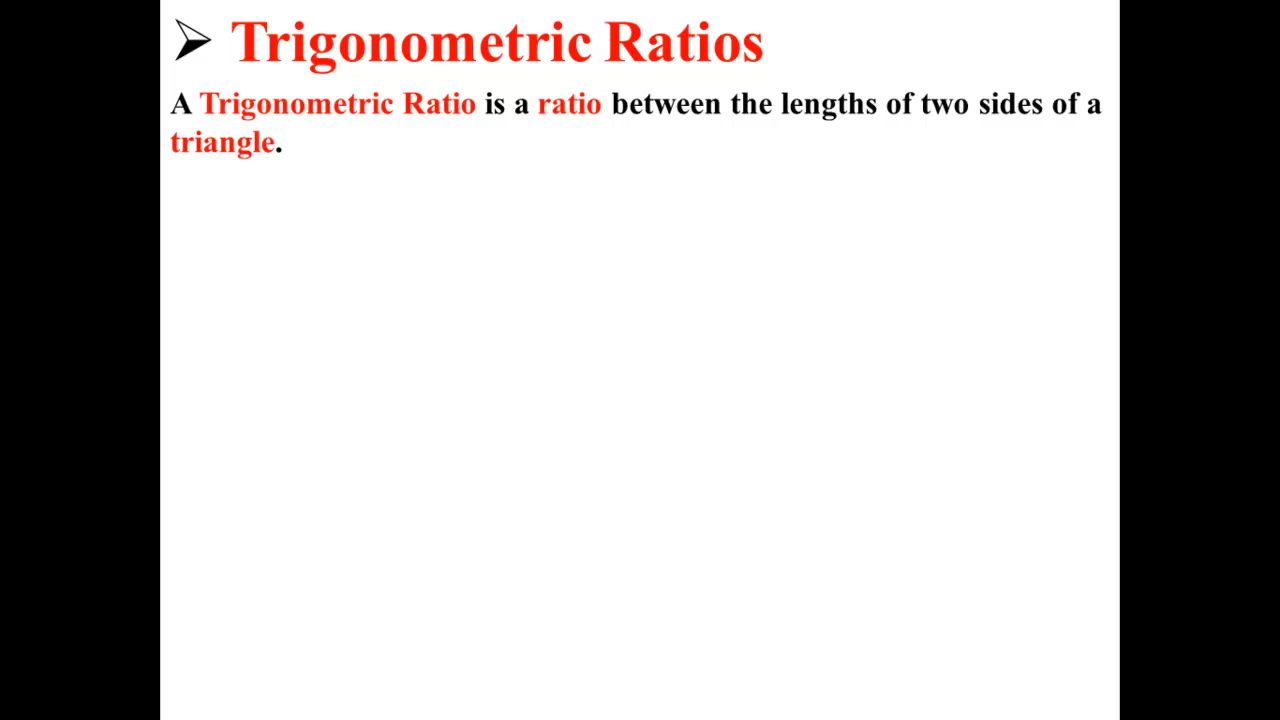 ➢ Trigonometric Ratios
A Trigonometric Ratio is a ratio between the lengths of two sides of a
triangle.